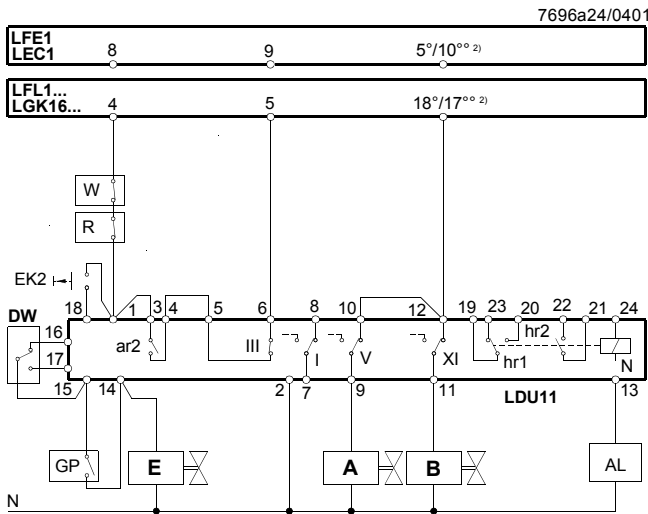 7696a24/0401
LFE1
LEC1 8 9 5°/10°° 2)
LFL1...
LGK16... 4 5 18°/17°° 2)
W
R
EK2
18 1 3 4 5 6 8 10 12 19 23 20 22 21 24
DW
16
17
ar2 III I V XI hr1 hr2 N
15 14 2 7 9 11 LDU11 13
GP E A B AL
N